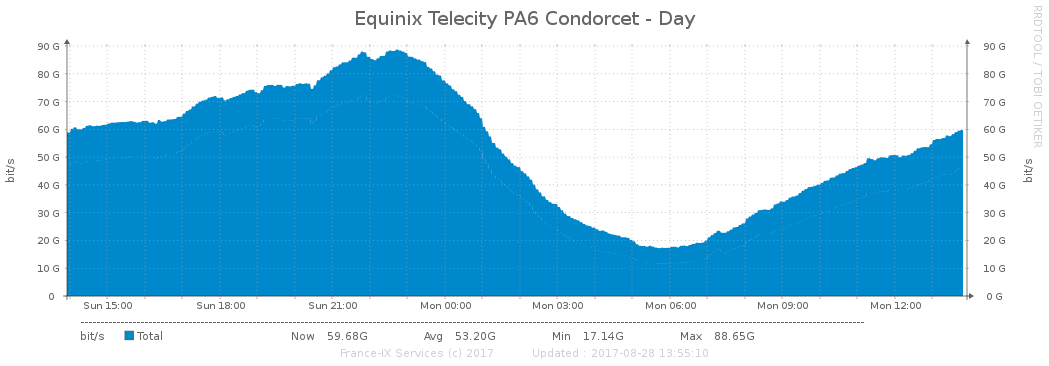 Equinix Telecity PA6 Condorcet - Day
RRDTOOL / TOBI OETIKER
90 G 90 G
80 G 80 G
70 G 70 G
60 G 60 G
50 G 50 G
40 G 40 G
30 G 30 G
20 G 20 G
10 G 10 G
0 0 G
bit/s
bit/s
Sun 15:00 Sun 18:00 Sun 21:00 Mon 00:00 Mon 03:00 Mon 06:00 Mon 09:00 Mon 12:00
bit/s Total Now 59.68G Avg 53.20G Min 17.14G Max 88.65G
France-IX Services (c) 2017 Updated : 2017-08-28 13:55:10